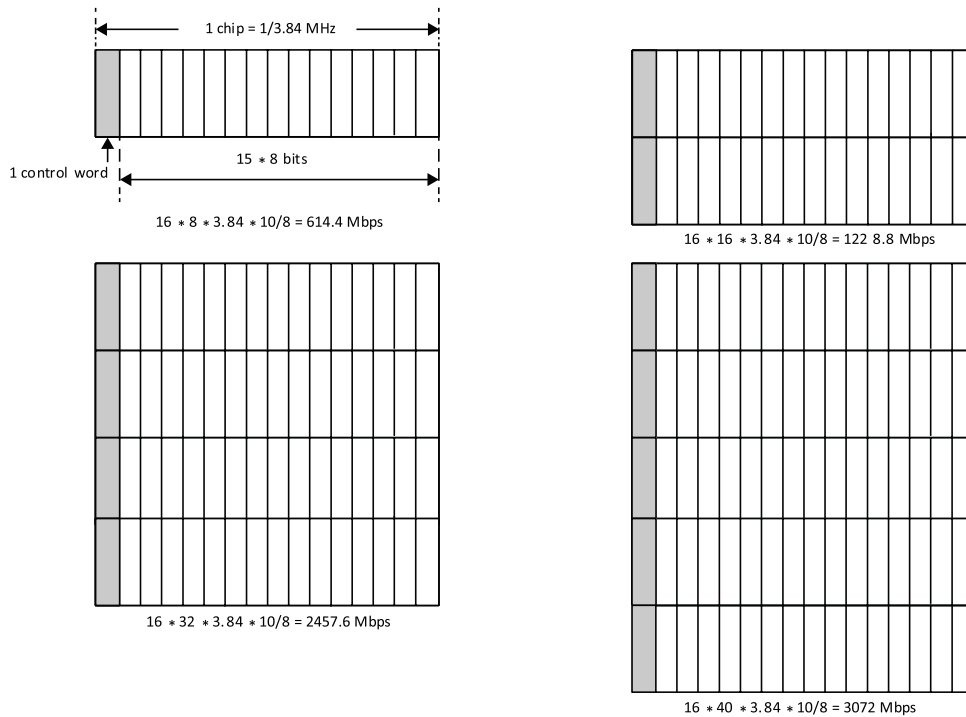 1 chip = 1/3.84 MHz
1 control word
15 * 8 bits
16 * 8 * 3.84 * 10/8 = 614.4 Mbps
16 * 16 * 3.84 * 10/8 = 122 8.8 Mbps
16 * 32 * 3.84 * 10/8 = 2457.6 Mbps
16 * 40 * 3.84 * 10/8 = 3072 Mbps